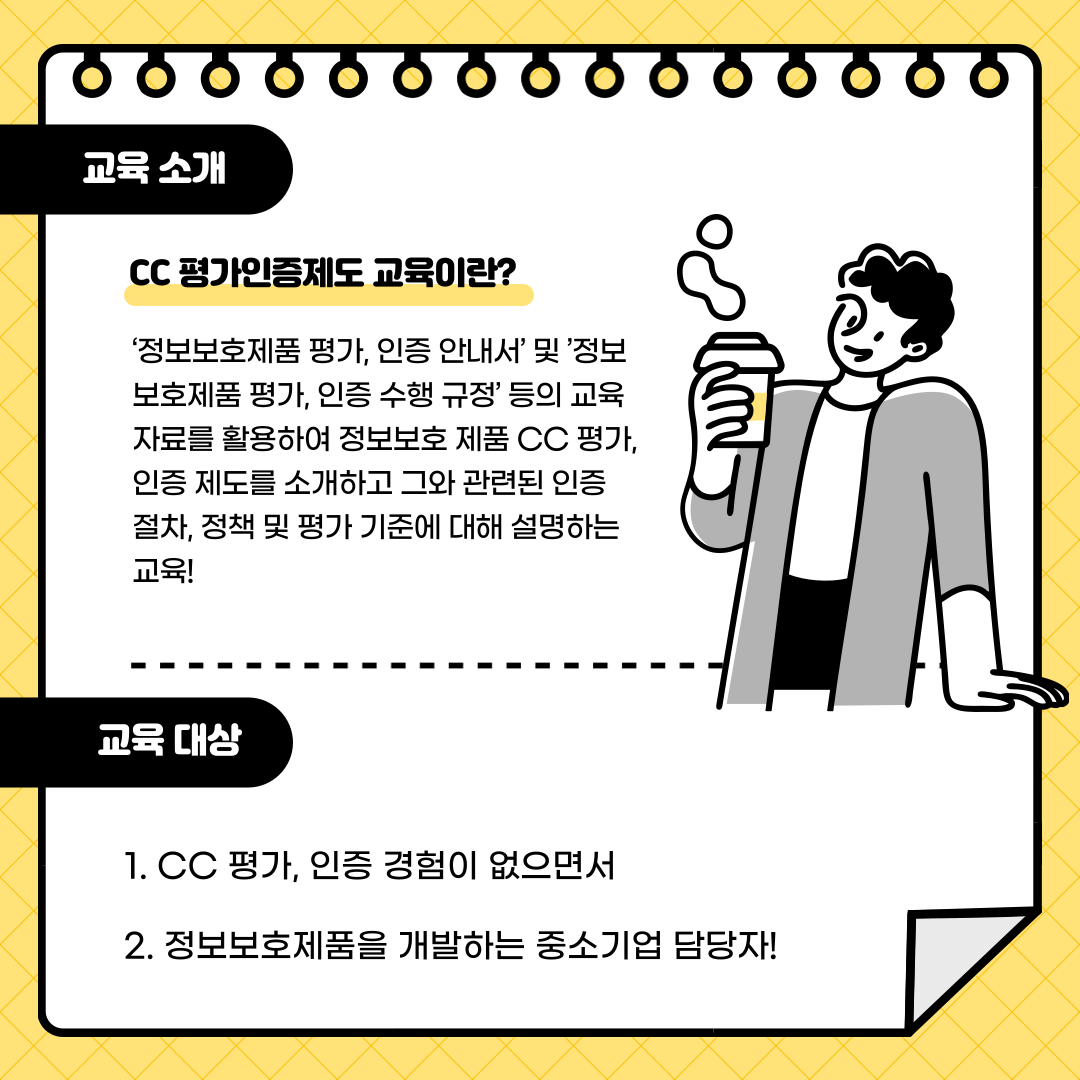 교육 소개
CC 평가인증제도 교육이란?
‘정보보호제품 평가, 인증 안내서’ 및 ’정보
보호제품 평가, 인증 수행 규정’ 등의 교육
자료를 활용하여 정보보호 제품 CC 평가,
인증 제도를 소개하고 그와 관련된 인증
절차, 정책 및 평가 기준에 대해 설명하는
교육!
교육 대상
1. CC 평가, 인증 경험이 없으면서
2. 정보보호제품을 개발하는 중소기업 담당자!